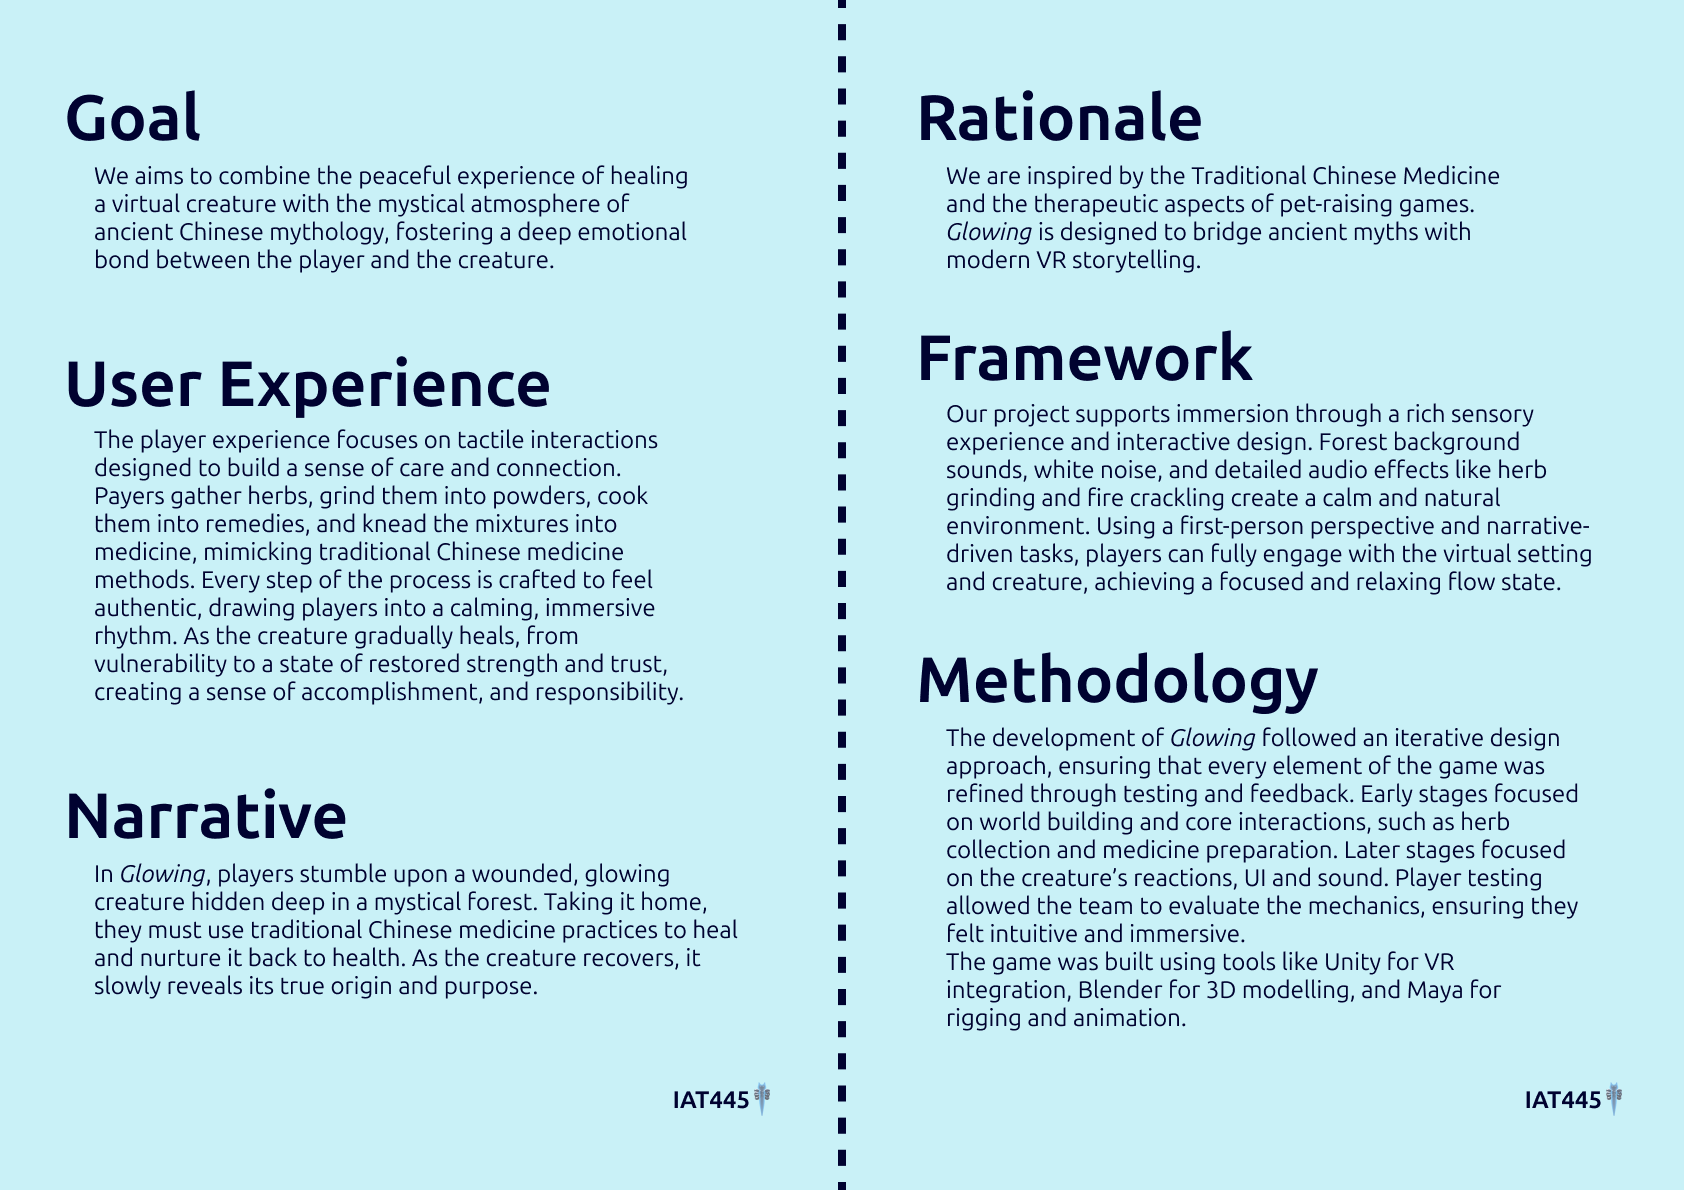 Goal
We aims to combine the peaceful experience of healing
a virtual creature with the mystical atmosphere of
ancient Chinese mythology, fostering a deep emotional
bond between the player and the creature.
User Experience
The player experience focuses on tactile interactions
designed to build a sense of care and connection.
Payers gather herbs, grind them into powders, cook
them into remedies, and knead the mixtures into
medicine, mimicking traditional Chinese medicine
methods. Every step of the process is crafted to feel
authentic, drawing players into a calming, immersive
rhythm. As the creature gradually heals, from
vulnerability to a state of restored strength and trust,
creating a sense of accomplishment, and responsibility.
Narrative
In Glowing, players stumble upon a wounded, glowing
creature hidden deep in a mystical forest. Taking it home,
they must use traditional Chinese medicine practices to heal
and nurture it back to health. As the creature recovers, it
slowly reveals its true origin and purpose.
IAT445
Rationale
We are inspired by the Traditional Chinese Medicine
and the therapeutic aspects of pet-raising games.
Glowing is designed to bridge ancient myths with
modern VR storytelling.
Framework
Our project supports immersion through a rich sensory
experience and interactive design. Forest background
sounds, white noise, and detailed audio effects like herb
grinding and fire crackling create a calm and natural
environment. Using a first-person perspective and narrative-
driven tasks, players can fully engage with the virtual setting
and creature, achieving a focused and relaxing flow state.
Methodology
The development of Glowing followed an iterative design
approach, ensuring that every element of the game was
refined through testing and feedback. Early stages focused
on world building and core interactions, such as herb
collection and medicine preparation. Later stages focused
on the creature’s reactions, UI and sound. Player testing
allowed the team to evaluate the mechanics, ensuring they
felt intuitive and immersive.
The game was built using tools like Unity for VR
integration, Blender for 3D modelling, and Maya for
rigging and animation.
IAT445